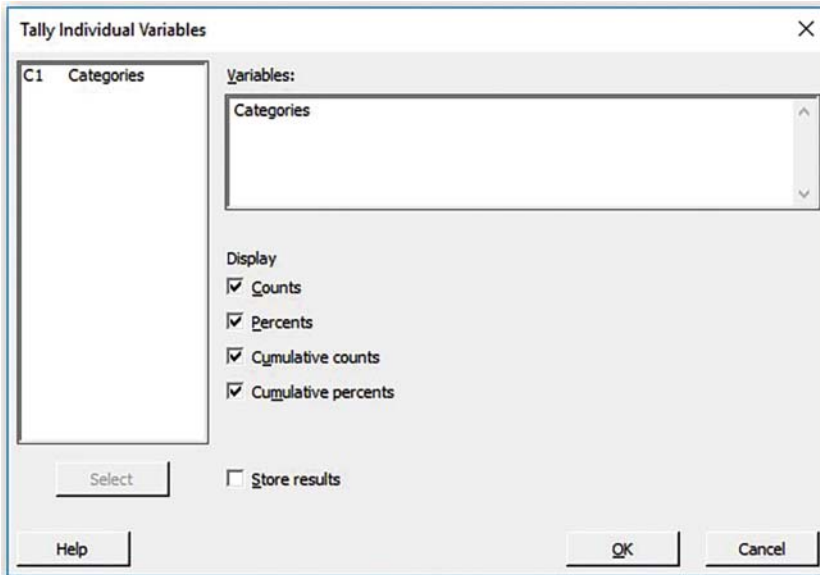 Tally Individual Variables
C1 Categories
Variables:
Categories
Display
Counts
Percents
Cumulative counts
Cumulative percents
Select
Store results
Help
OK
Cancel